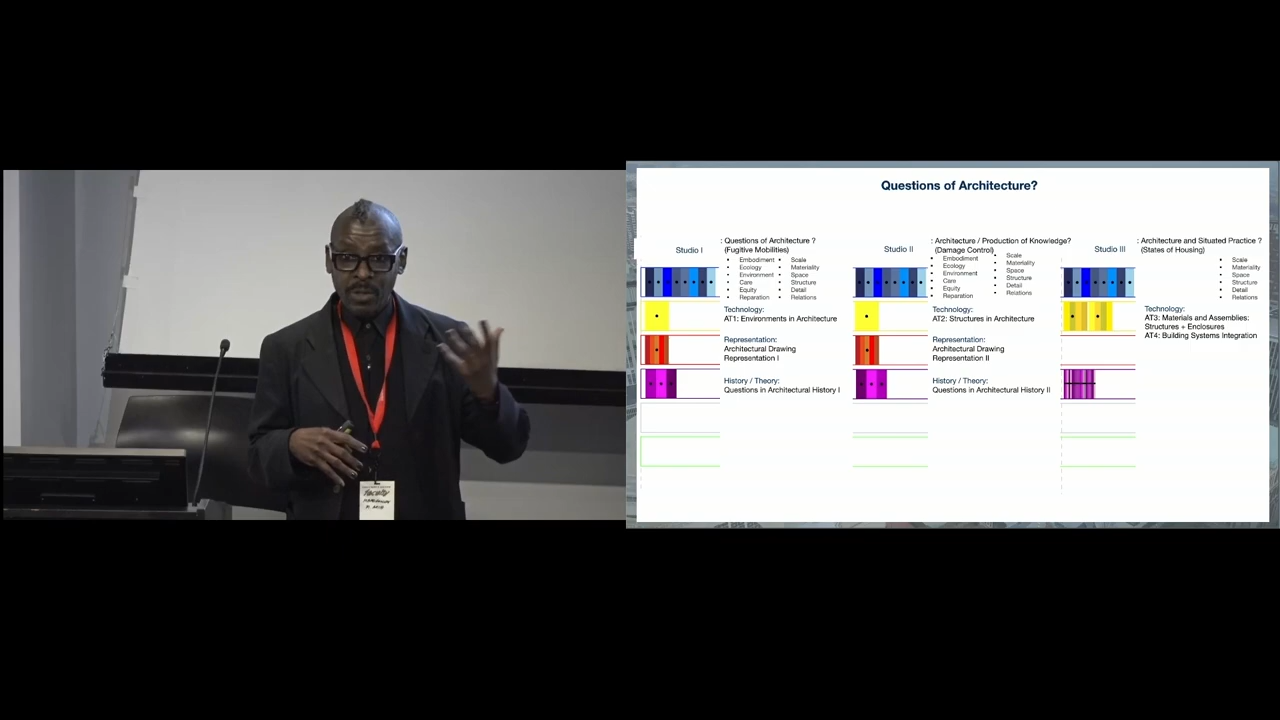 Questions of Architecture?
Studio I
: Questions of Architecture ?
(Fugitive Mobilities)
• Embodiment
• Ecology
• Environment
• Care
• Equity
• Reparation
• Scale
• Materiality
• Space
• Structure
• Detail
• Relations
Technology:
AT1: Environments in Architecture
Representation:
Architectural Drawing
Representation I
History / Theory:
Questions in Architectural History I
Studio II
: Architecture / Production of Knowledge?
(Damage Control)
• Embodiment
• Ecology
• Environment
• Care
• Equity
• Reparation
• Scale
• Materiality
• Space
• Structure
• Detail
• Relations
Technology:
AT2: Structures in Architecture
Representation:
Architectural Drawing
Representation II
History / Theory:
Questions in Architectural History II
Studio III
: Architecture and Situated Practice ?
(States of Housing)
• Scale
• Materiality
• Space
• Structure
• Detail
• Relations
Technology:
AT3: Materials and Assemblies:
Structures + Enclosures
AT4: Building Systems Integration